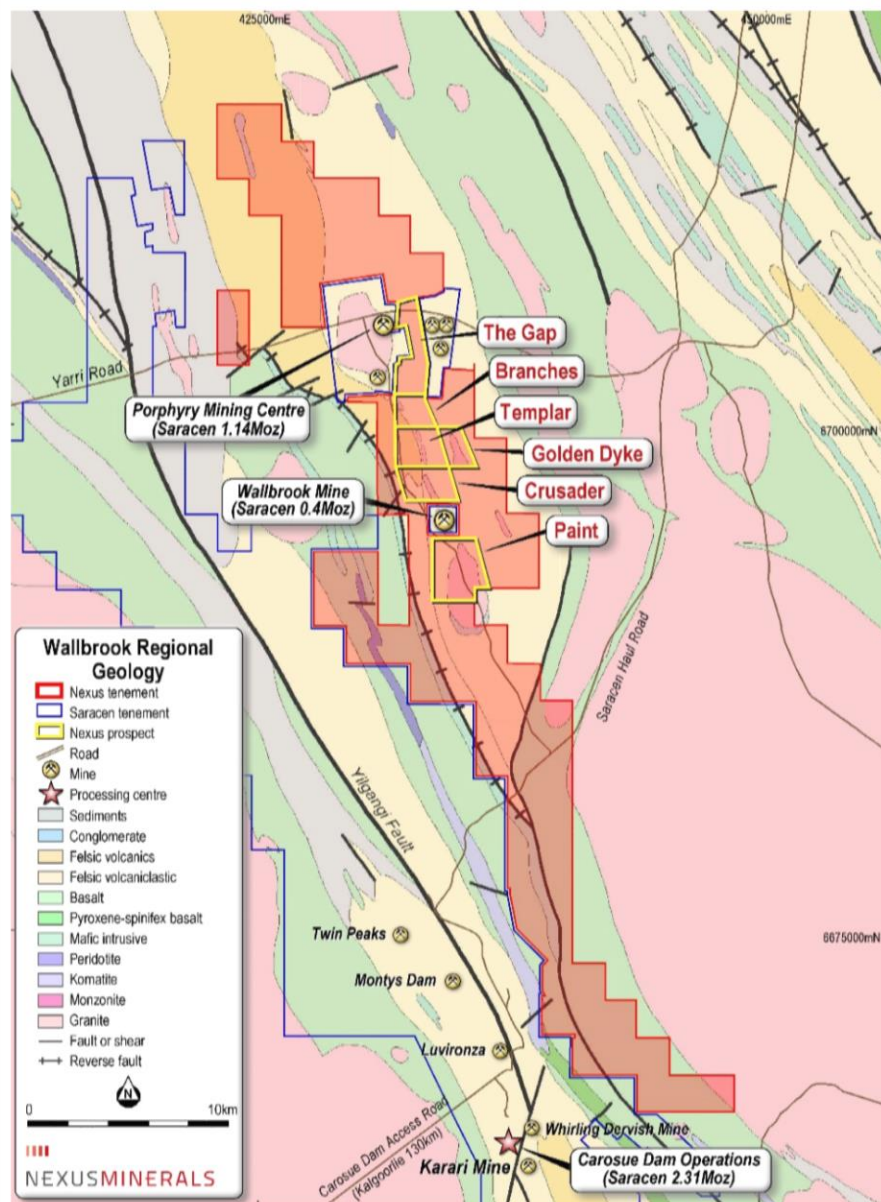 425000mE
450000mE
The Gap
Branches
Yarri Road
Porphyry Mining Centre
(Saracen 1.14Moz)
Templar
6700000mN
Golden Dyke
Wallbrook Mine
(Saracen 0.4Moz)
Crusader
Paint
Saracen Haul Road
Wallbrook Regional
Geology
Nexus tenement
Saracen tenement
Nexus prospect
Road
Mine
Processing centre
Sediments
Conglomerate
Felsic volcanics
Felsic volcaniclastic
Basalt
Pyroxene-spinifex basalt
Mafic intrusive
Peridotite
Komatite
Monzonite
Granite
Fault or shear
Reverse fault
N
0 10km
NEXUSMINERALS
Yilgangi Fault
Twin Peaks
6675000mN
Montys Dam
Luvironza
Carosue Dam Access Road
(Kalgoorlie 130km)
Whirling Dervish Mine
Karari Mine
Carosue Dam Operations
(Saracen 2.31Moz)